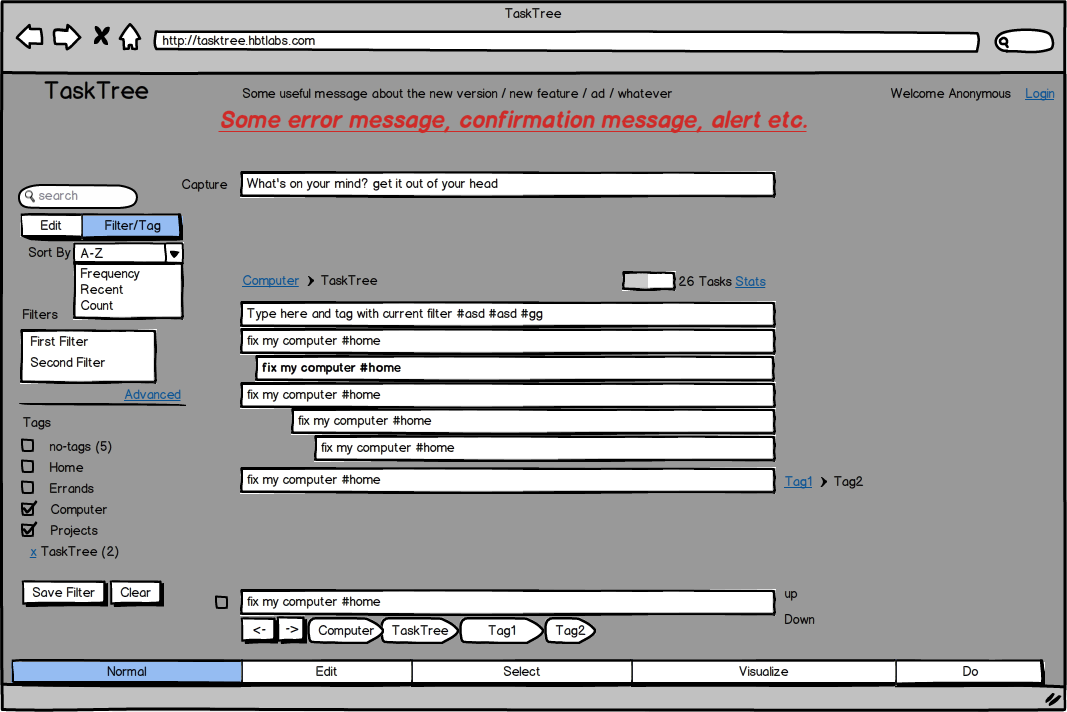 TaskTree
http://tasktree.hbtlabs.com
TaskTree
Some useful message about the new version / new feature / ad / whatever
Welcome Anonymous Login
Some error message, confirmation message, alert etc.
search
Capture
What's on your mind? get it out of your head
Edit Filter/Tag
Sort By A-Z
Frequency
Recent
Count
Filters
First Filter
Second Filter
Advanced
Tags
no-tags (5)
Home
Errands
Computer
Projects
x TaskTree (2)
Save Filter Clear
Computer > TaskTree
26 Tasks Stats
Type here and tag with current filter #asd #asd #gg
fix my computer #home
fix my computer #home
fix my computer #home
fix my computer #home
fix my computer #home
fix my computer #home
Tag1 > Tag2
fix my computer #home
up
Down
<- -> Computer TaskTree Tag1 Tag2
Normal Edit Select Visualize Do